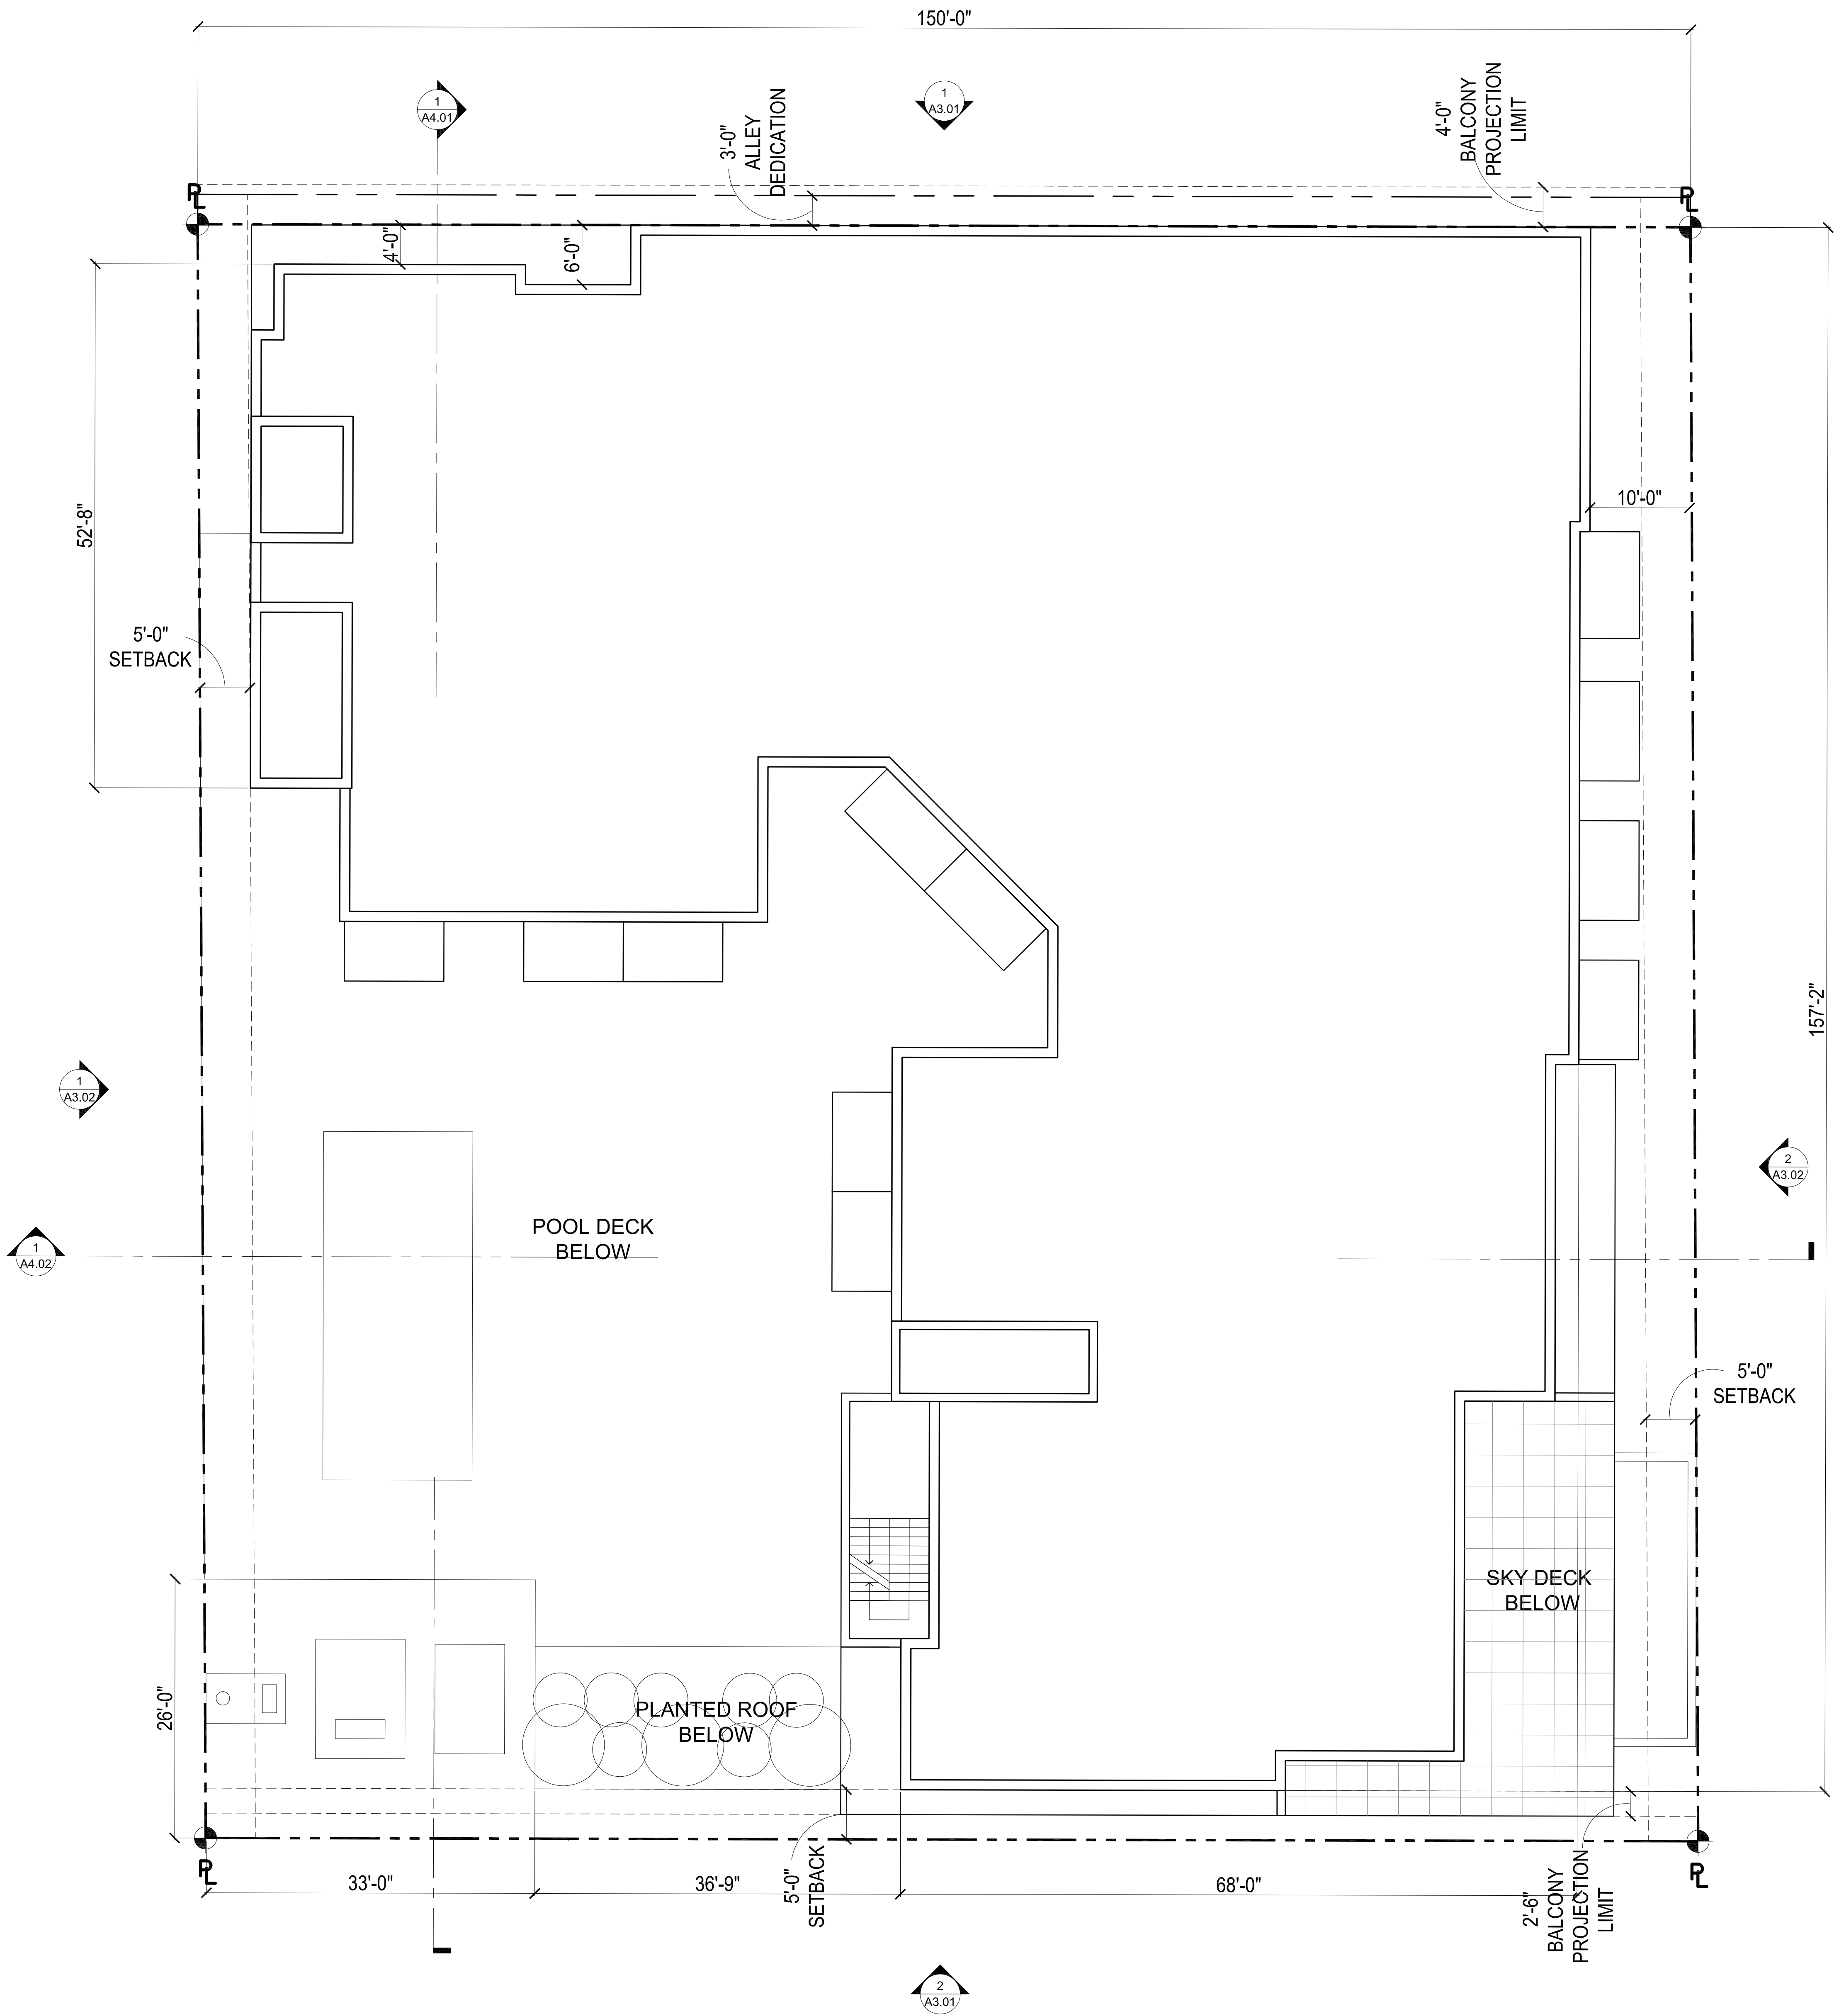 150'-0"
1
A4.01
1
A3.01
3'-0"
ALLEY
DEDICATION
4'-0"
BALCONY
PROJECTION
LIMIT
PL
PL
4'-0"
6'-0"
52'-8"
10'-0"
5'-0"
SETBACK
157'-2"
1
A3.02
2
A3.02
POOL DECK
BELOW
1
A4.02
5'-0"
SETBACK
SKY DECK
BELOW
26'-0"
PLANTED ROOF
BELOW
PL
PL
33'-0"
36'-9"
5'-0"
SETBACK
68'-0"
2'-6"
BALCONY
PROJECTION
LIMIT
2
A3.01